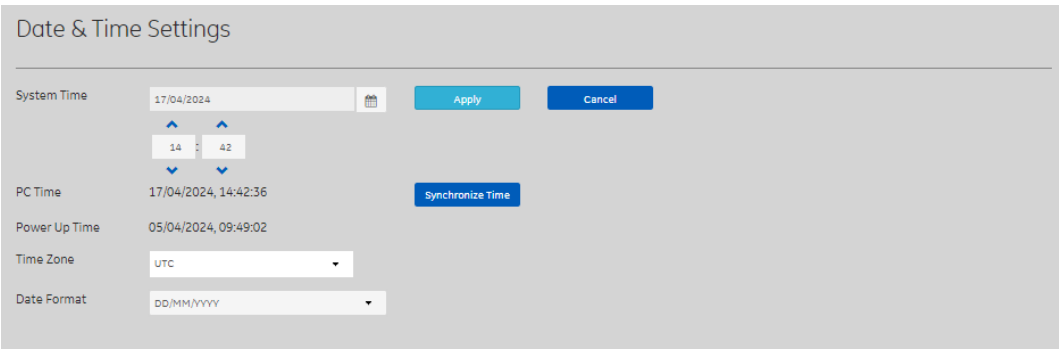 Date & Time Settings
System Time 17/04/2024 Apply Cancel
14 : 42
PC Time 17/04/2024, 14:42:36 Synchronize Time
Power Up Time 05/04/2024, 09:49:02
Time Zone UTC
Date Format DD/MM/YYYY